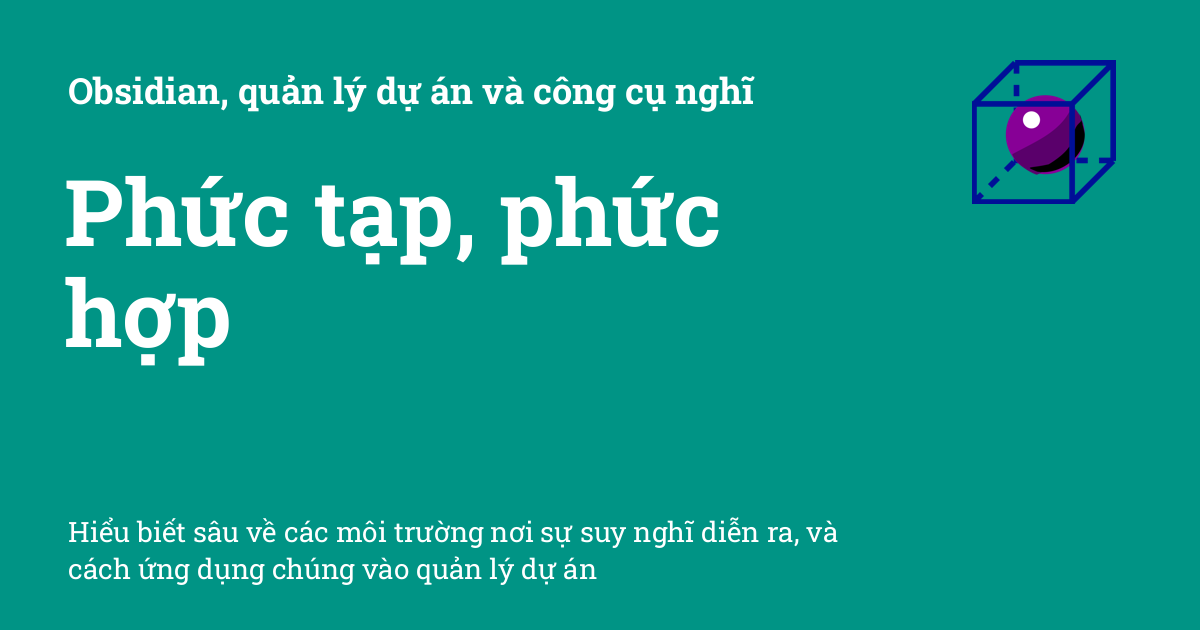 Obsidian, quản lý dự án và công cụ nghĩ
Phức tạp, phức
hợp
Hiểu biết sâu về các môi trường nơi sự suy nghĩ diễn ra, và
cách ứng dụng chúng vào quản lý dự án